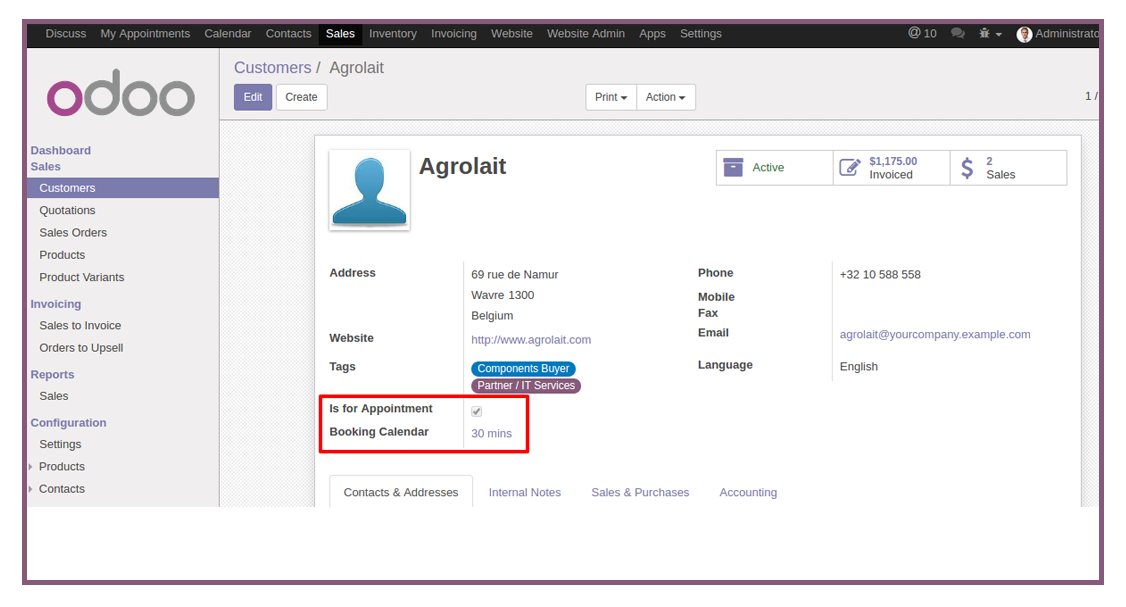 Discuss My Appointments Calendar Contacts Sales Inventory Invoicing Website Website Admin Apps Settings @ 10 Administrato
odoo
Customers / Agrolait
Edit Create Print Action 1 /
Dashboard
Sales
Customers
Quotations
Sales Orders
Products
Product Variants
Invoicing
Sales to Invoice
Orders to Upsell
Reports
Sales
Configuration
Settings
Products
Contacts
Agrolait
Active
$1,175.00
Invoiced
$ 2
Sales
Address 69 rue de Namur
Wavre 1300
Belgium
Website http://www.agrolait.com
Tags Components Buyer
Partner / IT Services
Is for Appointment
Booking Calendar 30 mins
Phone +32 10 588 558
Mobile
Fax
Email agrolait@yourcompany.example.com
Language English
Contacts & Addresses Internal Notes Sales & Purchases Accounting